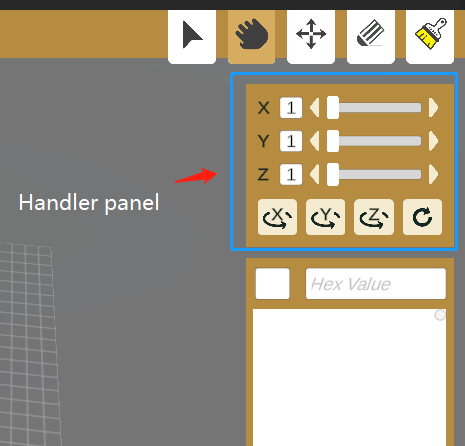 X 1
Y 1
Z 1
Handler panel
X Y Z
Hex Value